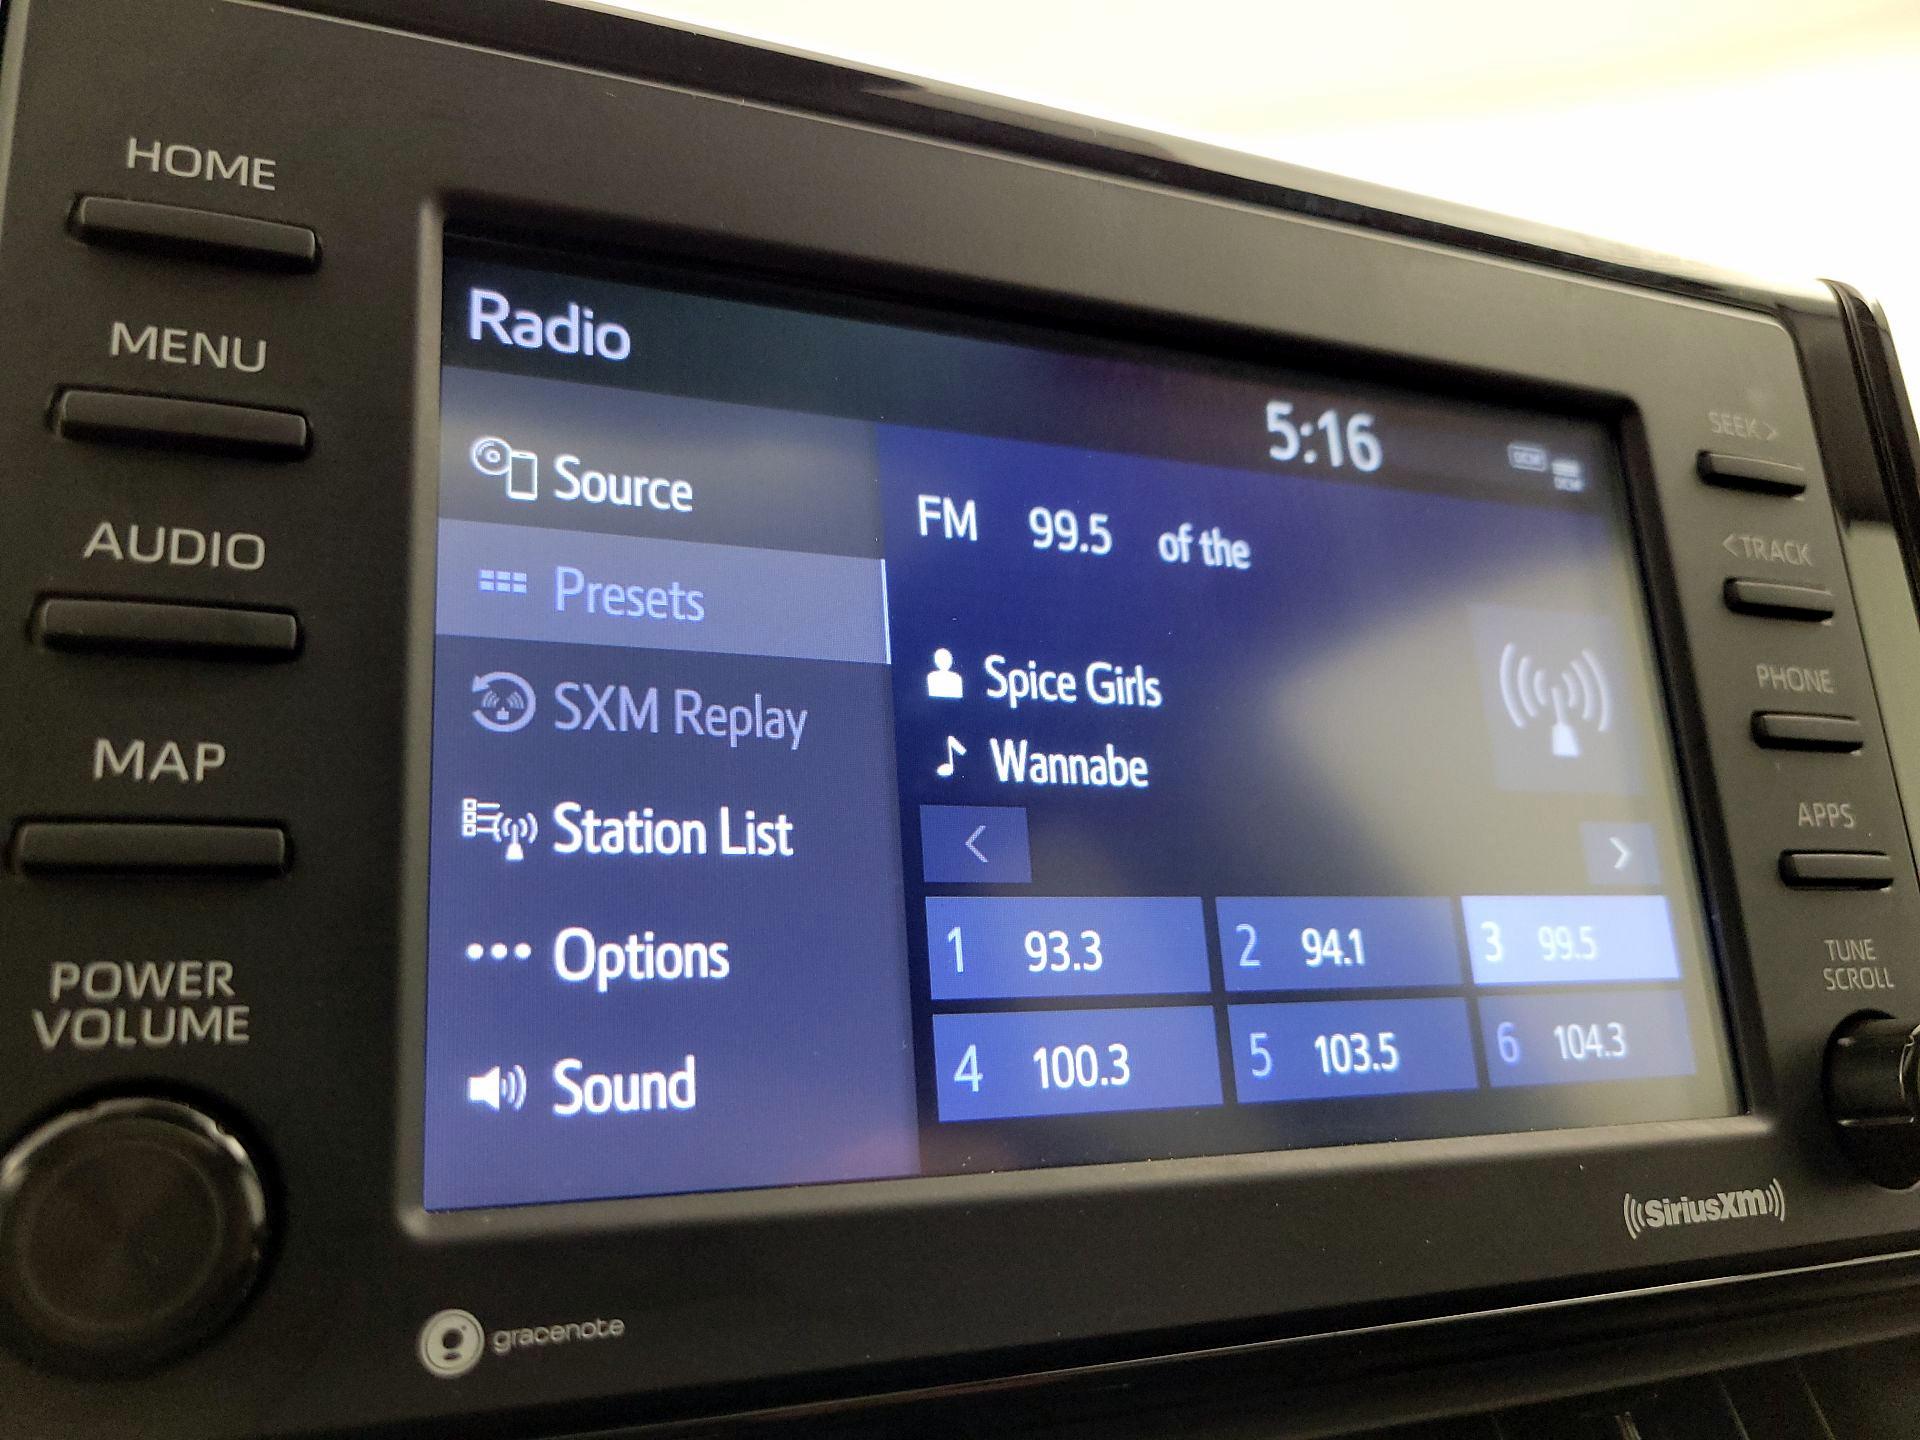 HOME
MENU
AUDIO
MAP
POWER
VOLUME
Radio
5:16
DCM
DCM
Source
Presets
SXM Replay
Station List
Options
Sound
FM 99.5 of the
Spice Girls
Wannabe
<
>
1 93.3
2 94.1
3 99.5
4 100.3
5 103.5
6 104.3
SEEK >
< TRACK
PHONE
APPS
TUNE
SCROLL
gracenote
((SiriusXM))